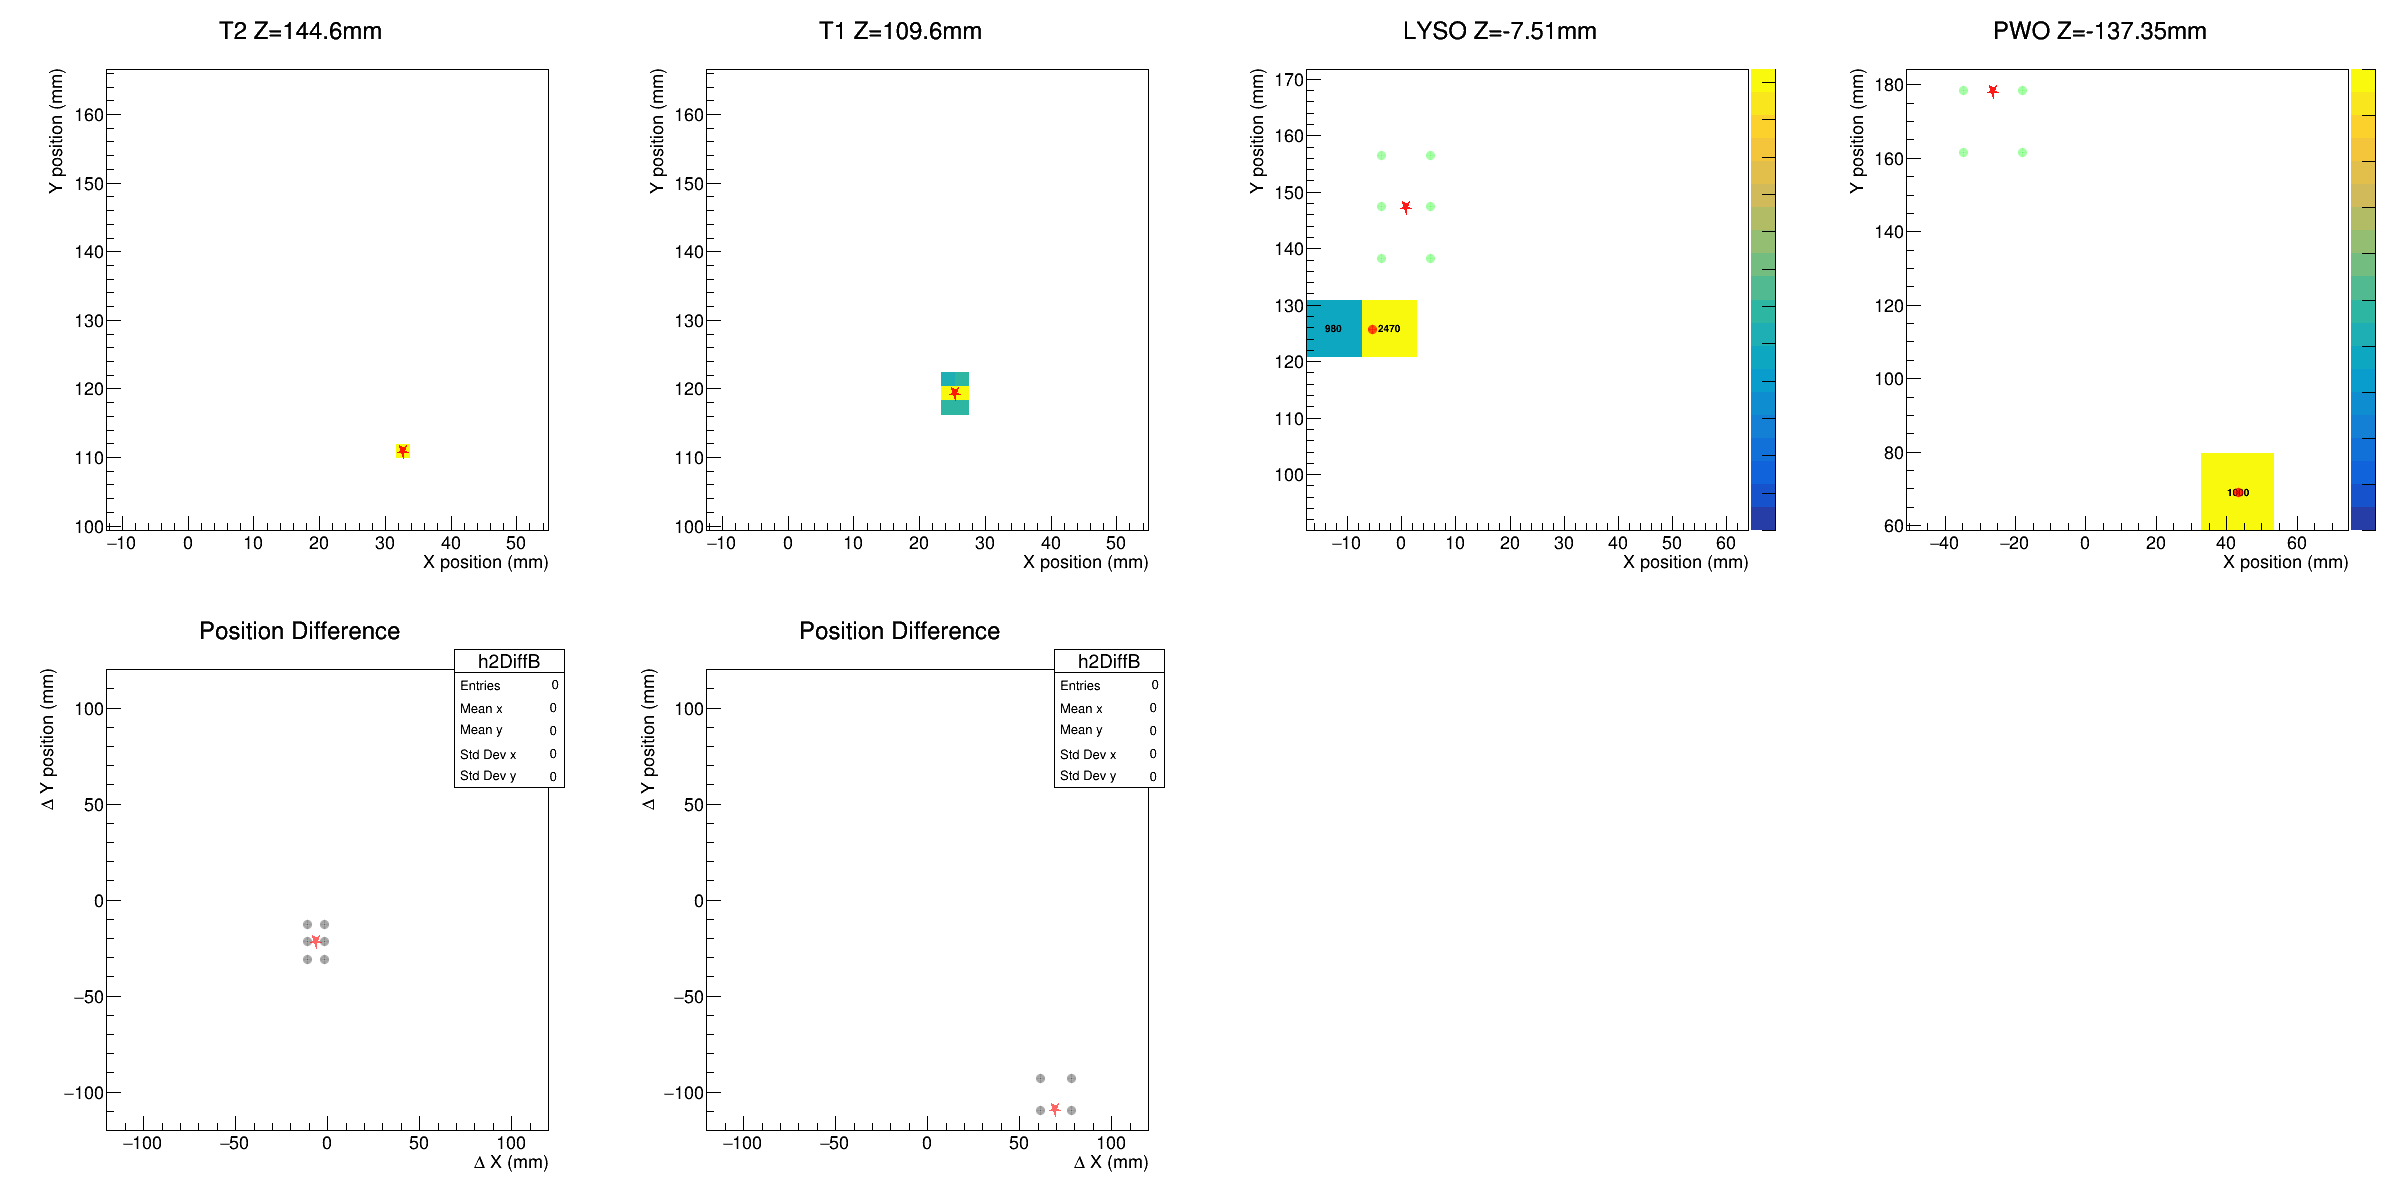 T2 Z=144.6mm
Y position (mm)
160
150
140
130
120
110
100
−10 0 10 20 30 40 50
X position (mm)
T1 Z=109.6mm
Y position (mm)
160
150
140
130
120
110
100
−10 0 10 20 30 40 50
X position (mm)
LYSO Z=-7.51mm
Y position (mm)
170
160
150
140
130
120
110
100
980 2470
−10 0 10 20 30 40 50 60
X position (mm)
PWO Z=-137.35mm
Y position (mm)
180
160
140
120
100
80
60
−40 −20 0 20 40 60
X position (mm)
Position Difference
h2DiffB
Entries 0
Mean x 0
Mean y 0
Std Dev x 0
Std Dev y 0
Δ Y position (mm)
100
50
0
−50
−100
−100 −50 0 50 100
Δ X (mm)
Position Difference
h2DiffB
Entries 0
Mean x 0
Mean y 0
Std Dev x 0
Std Dev y 0
Δ Y position (mm)
100
50
0
−50
−100
−100 −50 0 50 100
Δ X (mm)